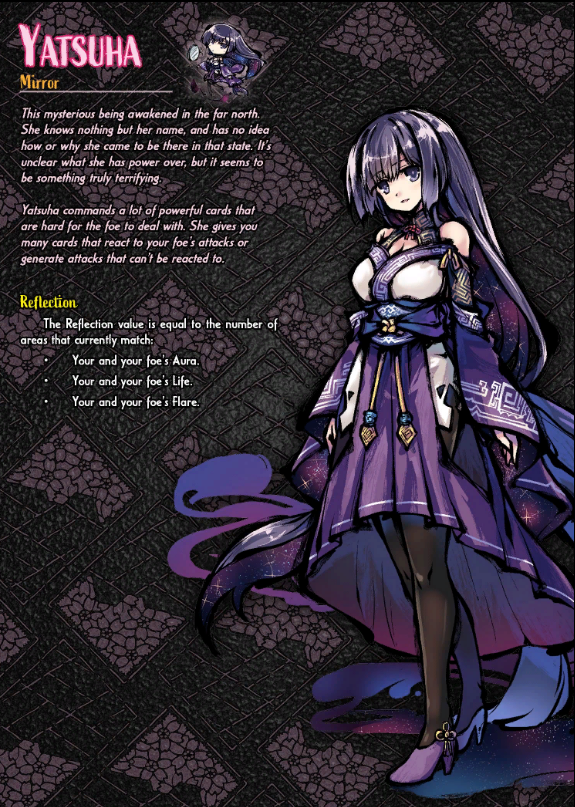 Yatsuha
Mirror
This mysterious being awakened in the far north.
She knows nothing but her name, and has no idea
how or why she came to be there in that state. It's
unclear what she has power over, but it seems to
be something truly terrifying.
Yatsuha commands a lot of powerful cards that
are hard for the foe to deal with. She gives you
many cards that react to your foe's attacks or
generate attacks that can't be reacted to.
Reflection
The Reflection value is equal to the number of
areas that currently match:
• Your and your foe's Aura.
• Your and your foe's Life.
• Your and your foe's Flare.